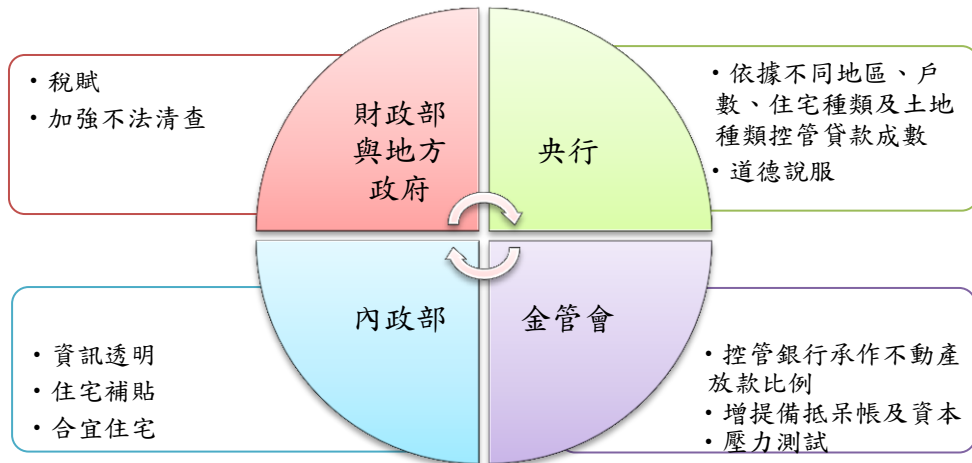 • 稅賦
• 加強不法清查
財政部
與地方
政府
央行
• 依據不同地區、戶
數、住宅種類及土地
種類控管貸款成數
• 道德說服
• 資訊透明
• 住宅補貼
• 合宜住宅
內政部
金管會
• 控管銀行承作不動產
放款比例
• 增提備抵呆帳及資本
• 壓力測試